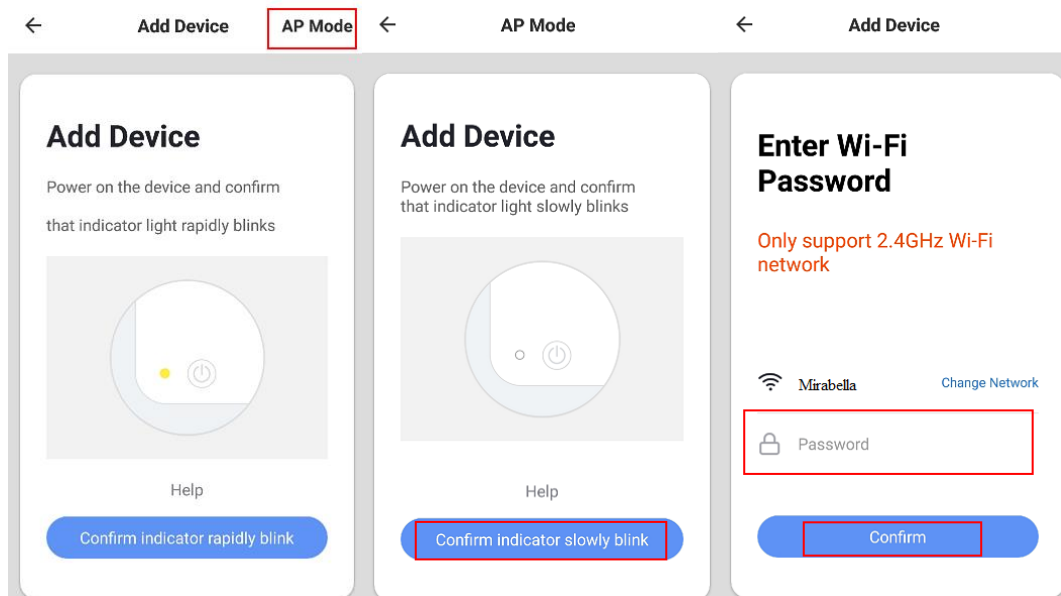 Add Device
AP Mode
Add Device
Power on the device and confirm
that indicator light rapidly blinks
Help
Confirm indicator rapidly blink
AP Mode
Add Device
Power on the device and confirm
that indicator light slowly blinks
Help
Confirm indicator slowly blink
Add Device
Enter Wi-Fi
Password
Only support 2.4GHz Wi-Fi
network
Mirabella
Change Network
Password
Confirm